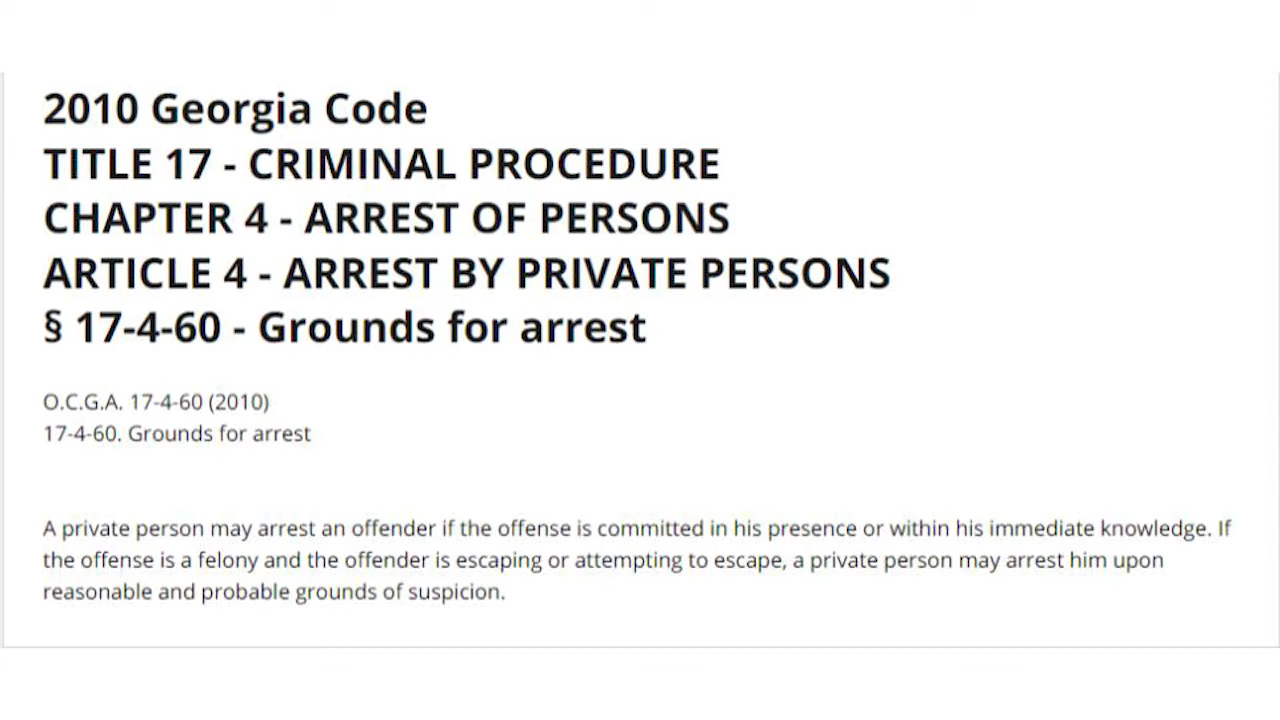 2010 Georgia Code
TITLE 17 - CRIMINAL PROCEDURE
CHAPTER 4 - ARREST OF PERSONS
ARTICLE 4 - ARREST BY PRIVATE PERSONS
§ 17-4-60 - Grounds for arrest
O.C.G.A. 17-4-60 (2010)
17-4-60. Grounds for arrest
A private person may arrest an offender if the offense is committed in his presence or within his immediate knowledge. If
the offense is a felony and the offender is escaping or attempting to escape, a private person may arrest him upon
reasonable and probable grounds of suspicion.